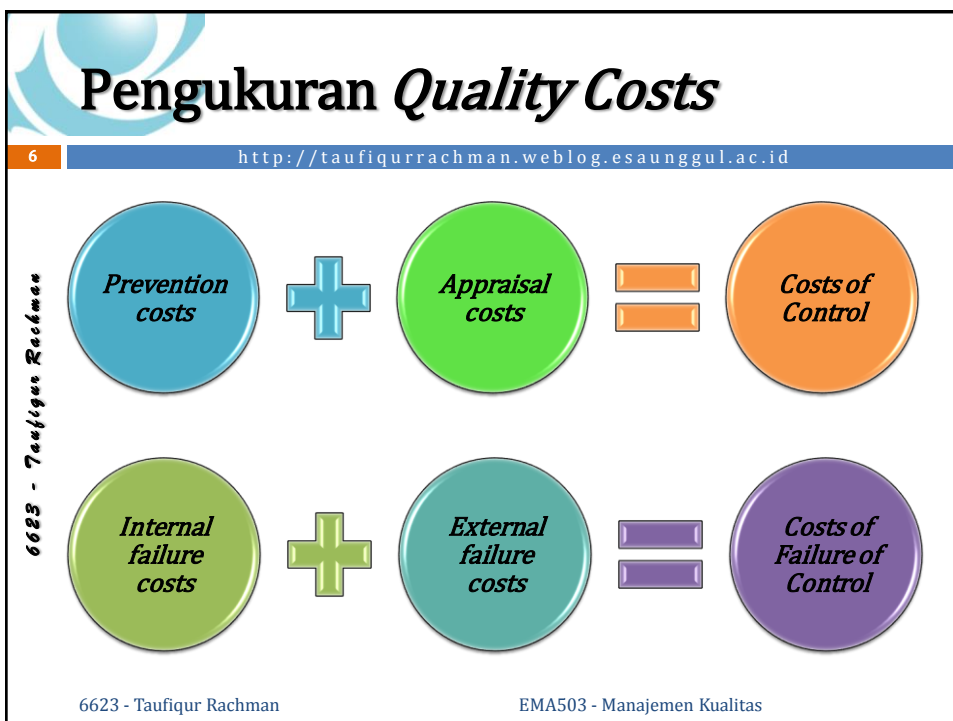 Pengukuran Quality Costs
6
http://taufiqurrachman.weblog.esaunggul.ac.id
6623 - Taufiqur Rachman
Prevention
costs
Appraisal
costs
Costs of
Control
Internal
failure
costs
External
failure
costs
Costs of
Failure of
Control
6623 - Taufiqur Rachman
EMA503 - Manajemen Kualitas